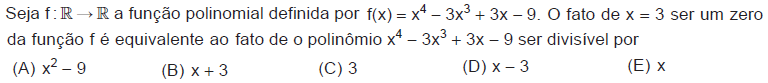 Seja f: ℝ → ℝ a função polinomial definida por f(x) = x⁴ – 3x³ + 3x – 9. O fato de x = 3 ser um zero
da função f é equivalente ao fato de o polinômio x⁴ – 3x³ + 3x – 9 ser divisível por
(A) x² – 9 (B) x + 3 (C) 3 (D) x – 3 (E) x